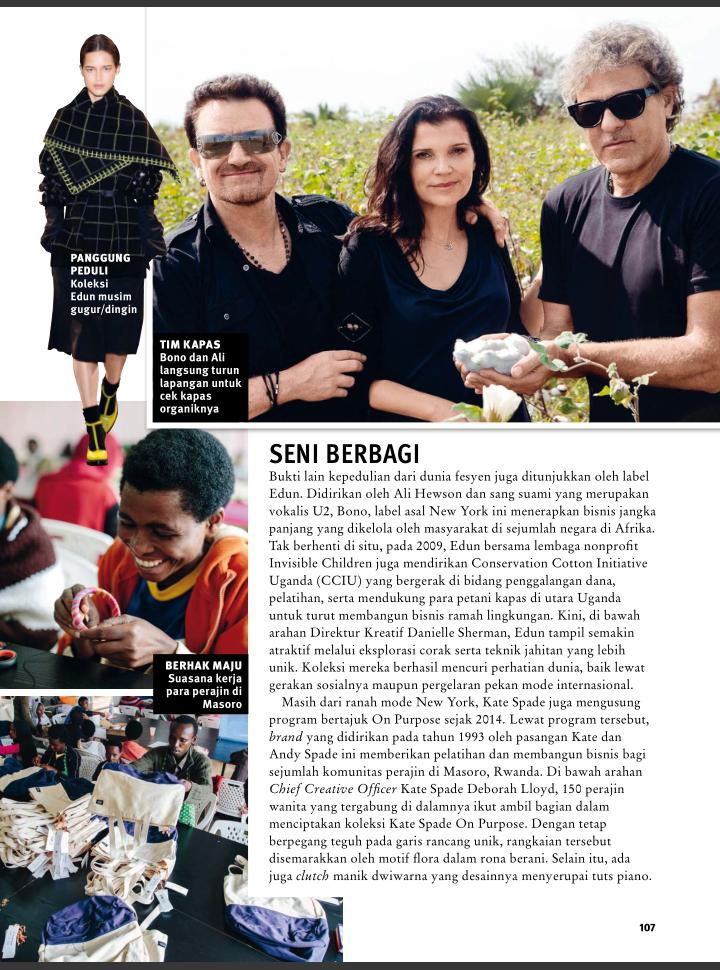 PANGGUNG
PEDULI
Koleksi
Edun musim
gugur/dingin
TIM KAPAS
Bono dan Ali
langsung turun
lapangan untuk
cek kapas
organiknya
SENI BERBAGI
Bukti lain kepedulian dari dunia fesyen juga ditunjukkan oleh label
Edun. Didirikan oleh Ali Hewson dan sang suami yang merupakan
vokalis U2, Bono, label asal New York ini menerapkan bisnis jangka
panjang yang dikelola oleh masyarakat di sejumlah negara di Afrika.
Tak berhenti di situ, pada 2009, Edun bersama lembaga nonprofit
Invisible Children juga mendirikan Conservation Cotton Initiative
Uganda (CCIU) yang bergerak di bidang penggalangan dana,
pelatihan, serta mendukung para petani kapas di utara Uganda
untuk turut membangun bisnis ramah lingkungan. Kini, di bawah
arahan Direktur Kreatif Danielle Sherman, Edun tampil semakin
atraktif melalui eksplorasi corak serta teknik jahitan yang lebih
unik. Koleksi mereka berhasil mencuri perhatian dunia, baik lewat
gerakan sosialnya maupun pergelaran pekan mode internasional.
Masih dari ranah mode New York, Kate Spade juga mengusung
program bertajuk On Purpose sejak 2014. Lewat program tersebut,
brand yang didirikan pada tahun 1993 oleh pasangan Kate dan
Andy Spade ini memberikan pelatihan dan membangun bisnis bagi
sejumlah komunitas perajin di Masoro, Rwanda. Di bawah arahan
Chief Creative Officer Kate Spade Deborah Lloyd, 150 perajin
wanita yang tergabung di dalamnya ikut ambil bagian dalam
menciptakan koleksi Kate Spade On Purpose. Dengan tetap
berpegang teguh pada garis rancang unik, rangkaian tersebut
disemarakkan oleh motif flora dalam rona berani. Selain itu, ada
juga clutch manik dwiwarna yang desainnya menyerupai tuts piano.
BERHAK MAJU
Suasana kerja
para perajin di
Masoro
107